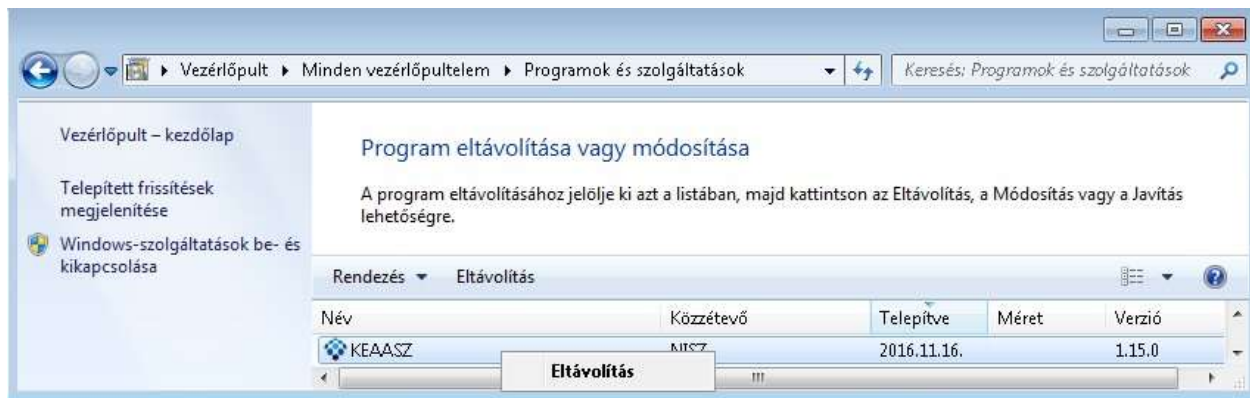 Vezérlőpult Minden vezérlőpultelem Programok és szolgáltatások Keresés: Programok és szolgáltatások
Vezérlőpult – kezdőlap
Telepített frissítések
megjelenítése
Windows-szolgáltatások be- és
kikapcsolása
Program eltávolítása vagy módosítása
A program eltávolításához jelölje ki azt a listában, majd kattintson az Eltávolítás, a Módosítás vagy a Javítás
lehetőségre.
Rendezés Eltávolítás
Név Közzétevő Telepítve Méret Verzió
KEAASZ NISZ 2016.11.16. 1.15.0
Eltávolítás